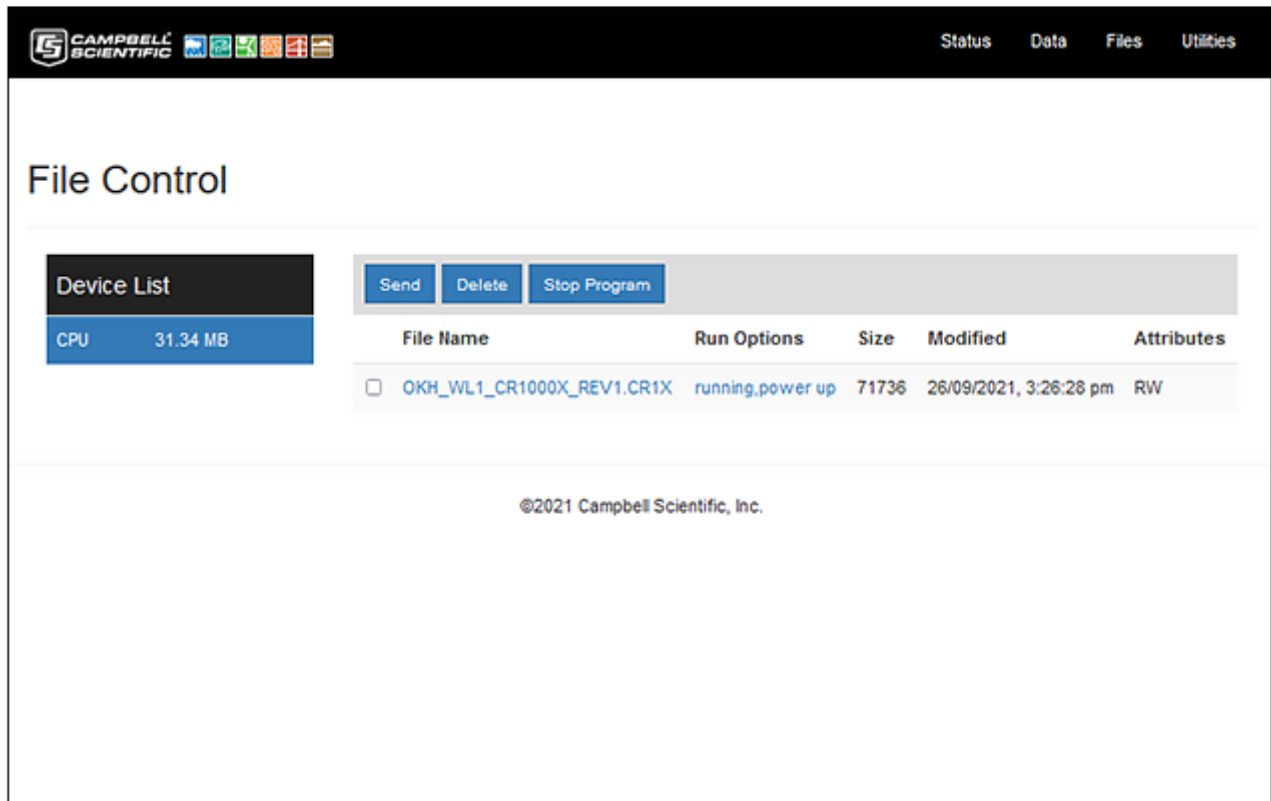 CAMPBELL SCIENTIFIC
Status Data Files Utilities
File Control
Device List
CPU 31.34 MB
Send Delete Stop Program
File Name Run Options Size Modified Attributes
OKH_WL1_CR1000X_REV1.CR1X running,power up 71736 26/09/2021, 3:26:28 pm RW
©2021 Campbell Scientific, Inc.